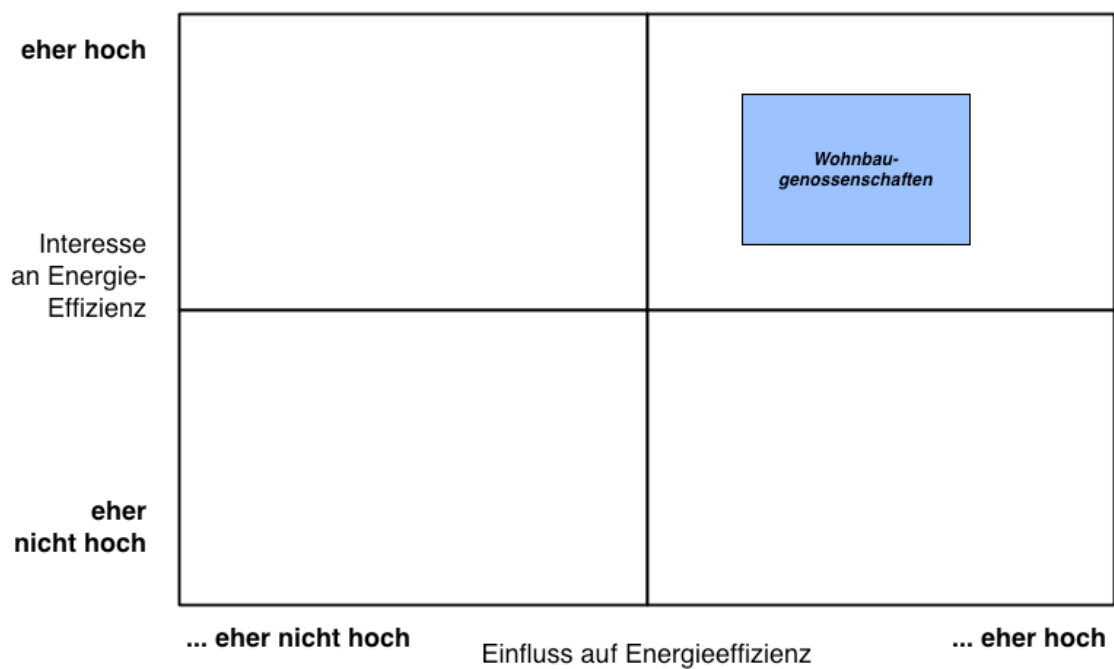 eher hoch
Wohnbau-
genossenschaften
Interesse
an Energie-
Effizienz
eher
nicht hoch
... eher nicht hoch
Einfluss auf Energieeffizienz
... eher hoch